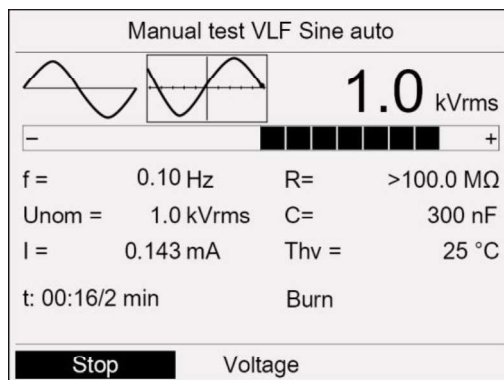 Manual test VLF Sine auto
1.0 kVrms
− +
f = 0.10 Hz R= >100.0 MΩ
Unom = 1.0 kVrms C= 300 nF
I = 0.143 mA Thv = 25 °C
t: 00:16/2 min Burn
Stop Voltage